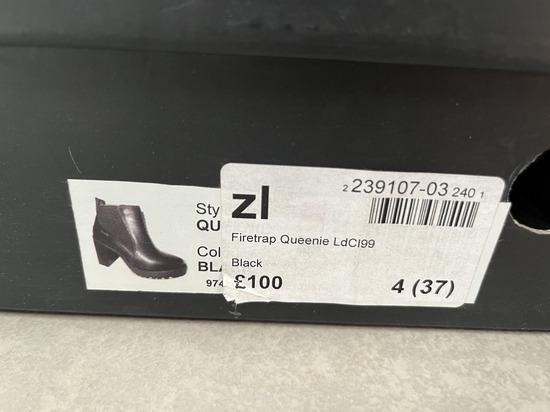 Sty
QU
Col
BLA
974
zl
2 239107-03 240 1
Firetrap Queenie LdCl99
Black
£100
4 (37)